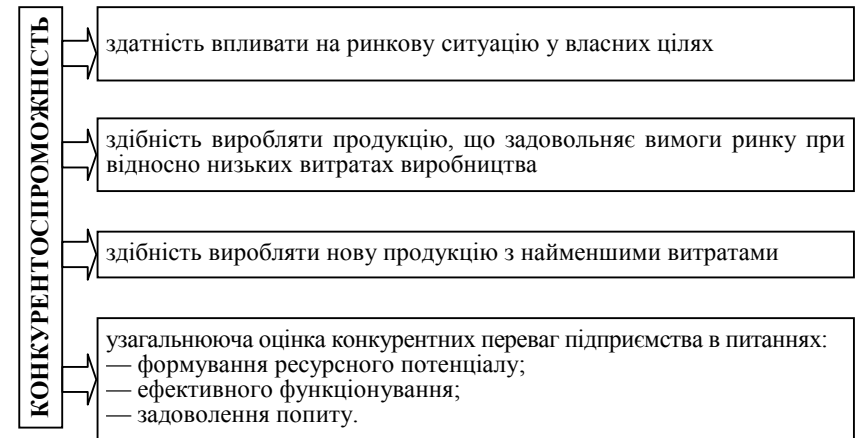 КОНКУРЕНТОСПРОМОЖНІСТЬ
здатність впливати на ринкову ситуацію у власних цілях
здібність виробляти продукцію, що задовольняє вимоги ринку при
відносно низьких витратах виробництва
здібність виробляти нову продукцію з найменшими витратами
узагальнююча оцінка конкурентних переваг підприємства в питаннях:
— формування ресурсного потенціалу;
— ефективного функціонування;
— задоволення попиту.